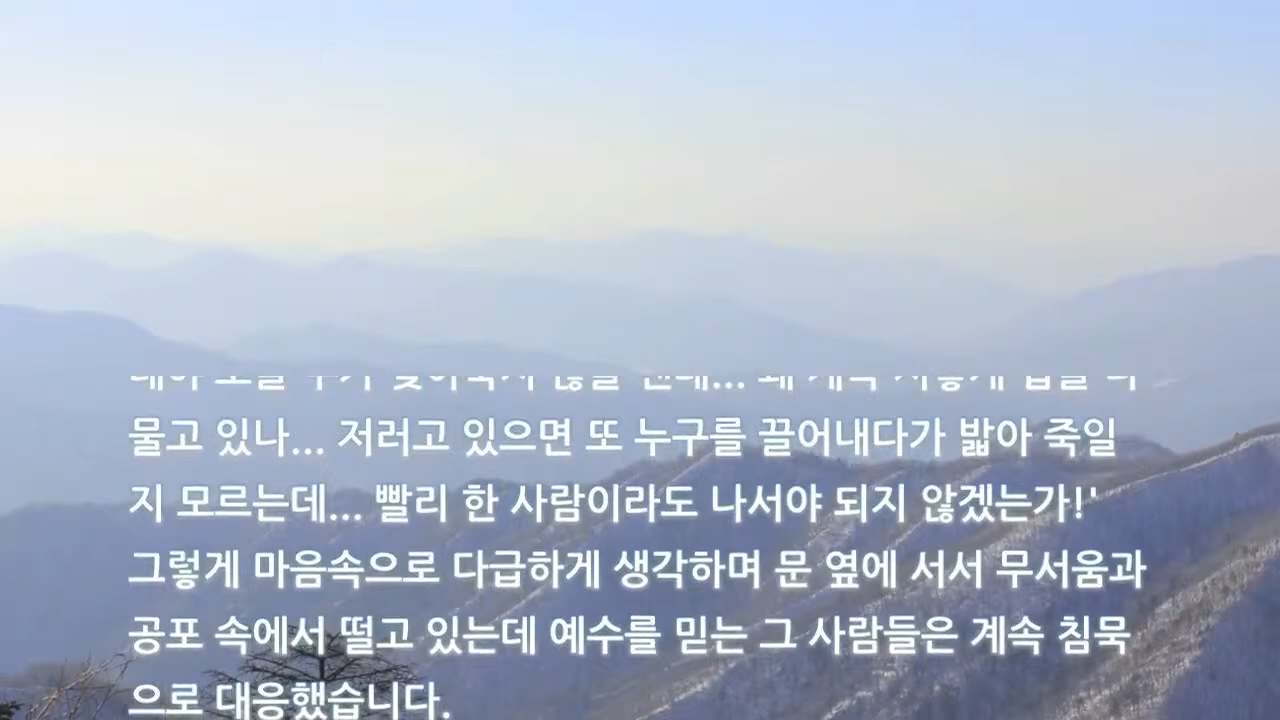 물고 있나... 저러고 있으면 또 누구를 끌어내다가 밟아 죽일
지 모르는데... 빨리 한 사람이라도 나서야 되지 않겠는가!'
그렇게 마음속으로 다급하게 생각하며 문 옆에 서서 무서움과
공포 속에서 떨고 있는데 예수를 믿는 그 사람들은 계속 침묵
으로 대응했습니다.